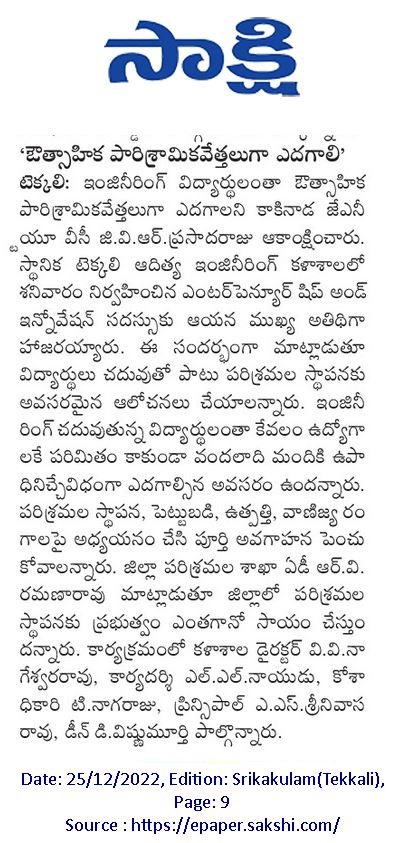 సాక్షి
‘ఔత్సాహిక పారిశ్రామికవేత్తలుగా ఎదగాలి’
టెక్కలి: ఇంజినీరింగ్ విద్యార్థులంతా ఔత్సాహిక
పారిశ్రామికవేత్తలుగా ఎదగాలని కాకినాడ జేఎన్
టీయూ వీసీ జి.వి.ఆర్.ప్రసాదరాజు ఆకాంక్షించారు.
స్థానిక టెక్కలి ఆదిత్య ఇంజినీరింగ్ కళాశాలలో
శనివారం నిర్వహించిన ఎంటర్‌పెన్యూర్ షిప్ అండ్
ఇన్నోవేషన్ సదస్సుకు ఆయన ముఖ్య అతిథిగా
హాజరయ్యారు. ఈ సందర్భంగా మాట్లాడుతూ
విద్యార్థులు చదువుతో పాటు పరిశ్రమల స్థాపనకు
అవసరమైన ఆలోచనలు చేయాలన్నారు. ఇంజినీ
రింగ్ చదువుతున్న విద్యార్థులంతా కేవలం ఉద్యోగా
లకే పరిమితం కాకుండా వందలాది మందికి ఉపా
ధినిచ్చేవిధంగా ఎదగాల్సిన అవసరం ఉందన్నారు.
పరిశ్రమల స్థాపన, పెట్టుబడి, ఉత్పత్తి, వాణిజ్య రం
గాలపై అధ్యయనం చేసి పూర్తి అవగాహన పెంచు
కోవాలన్నారు. జిల్లా పరిశ్రమల శాఖా ఏడీ ఆర్.వి.
రమణారావు మాట్లాడుతూ జిల్లాలో పరిశ్రమల
స్థాపనకు ప్రభుత్వం ఎంతగానో సాయం చేస్తుం
దన్నారు. కార్యక్రమంలో కళాశాల డైరక్టర్ వి.వి.నా
గేశ్వరరావు, కార్యదర్శి ఎల్.ఎల్.నాయుడు, కోశా
ధికారి టి.నాగరాజు, ప్రిన్సిపాల్ ఎ.ఎస్.శ్రీనివాస
రావు, డీన్ డి.విష్ణుమూర్తి పాల్గొన్నారు.
Date: 25/12/2022, Edition: Srikakulam(Tekkali),
Page: 9
Source : https://epaper.sakshi.com/